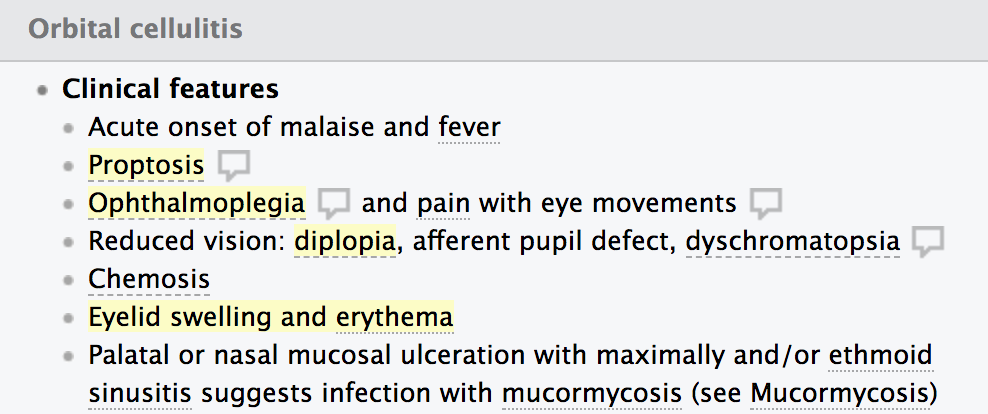 Orbital cellulitis
Clinical features
Acute onset of malaise and fever
Proptosis
Ophthalmoplegia and pain with eye movements
Reduced vision: diplopia, afferent pupil defect, dyschromatopsia
Chemosis
Eyelid swelling and erythema
Palatal or nasal mucosal ulceration with maximally and/or ethmoid
sinusitis suggests infection with mucormycosis (see Mucormycosis)